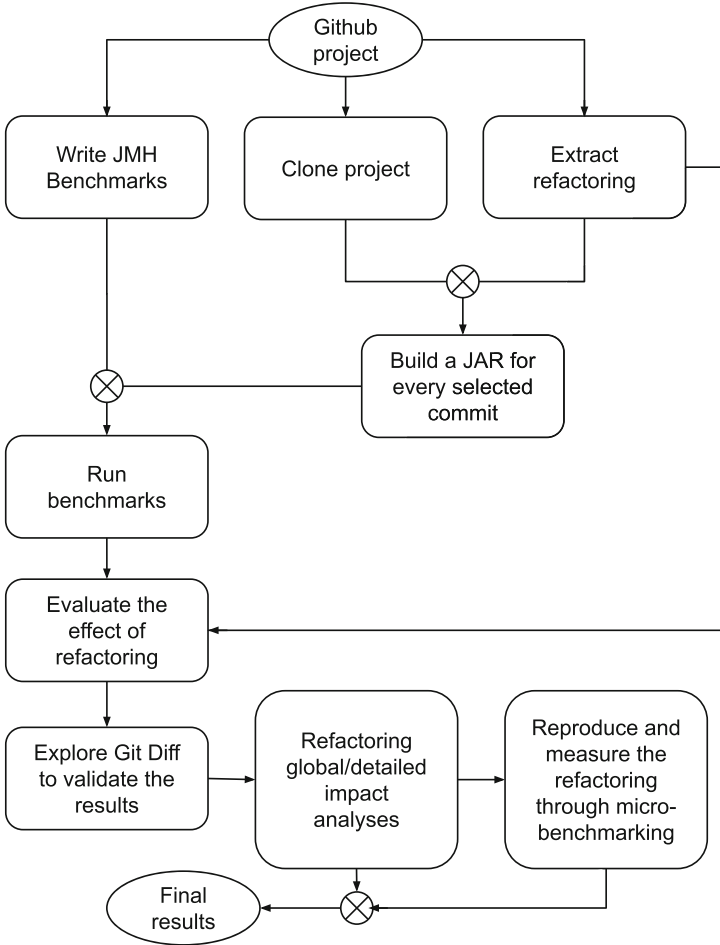 Github
project
Write JMH
Benchmarks
Clone project
Extract
refactoring
Build a JAR for
every selected
commit
Run
benchmarks
Evaluate the
effect of
refactoring
Explore Git Diff
to validate the
results
Refactoring
global/detailed
impact
analyses
Reproduce and
measure the
refactoring
through micro-
benchmarking
Final
results